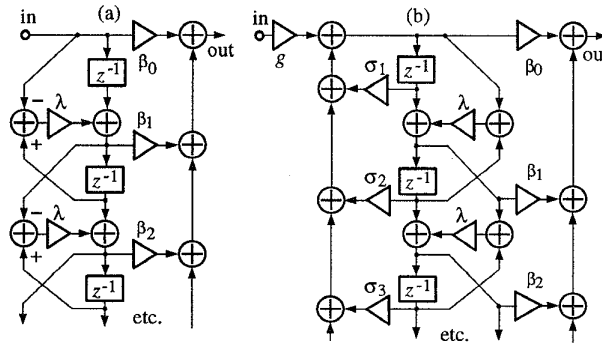 (a)
in
out
β₀
z⁻¹
−
λ
+
β₁
z⁻¹
−
λ
+
β₂
z⁻¹
etc.
(b)
in
g
β₀
ou
σ₁
z⁻¹
λ
β₁
σ₂
z⁻¹
λ
β₂
σ₃
z⁻¹
etc.